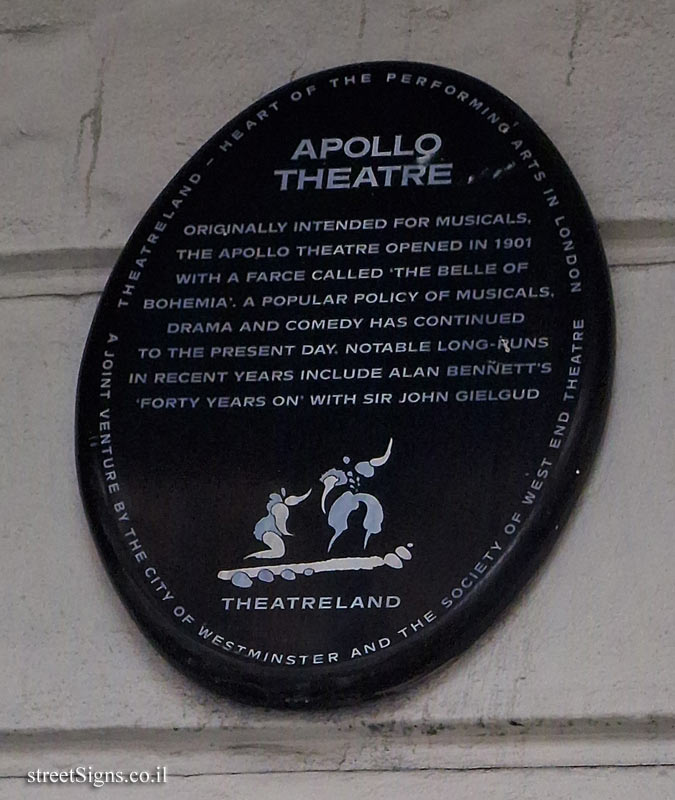 THEATRELAND – HEART OF THE PERFORMING ARTS IN LONDON
APOLLO
THEATRE
ORIGINALLY INTENDED FOR MUSICALS,
THE APOLLO THEATRE OPENED IN 1901
WITH A FARCE CALLED 'THE BELLE OF
BOHEMIA'. A POPULAR POLICY OF MUSICALS,
DRAMA AND COMEDY HAS CONTINUED
TO THE PRESENT DAY. NOTABLE LONG-RUNS
IN RECENT YEARS INCLUDE ALAN BENNETT'S
'FORTY YEARS ON' WITH SIR JOHN GIELGUD
THEATRELAND
A JOINT VENTURE BY THE CITY OF WESTMINSTER AND THE SOCIETY OF WEST END THEATRE
streetSigns.co.il